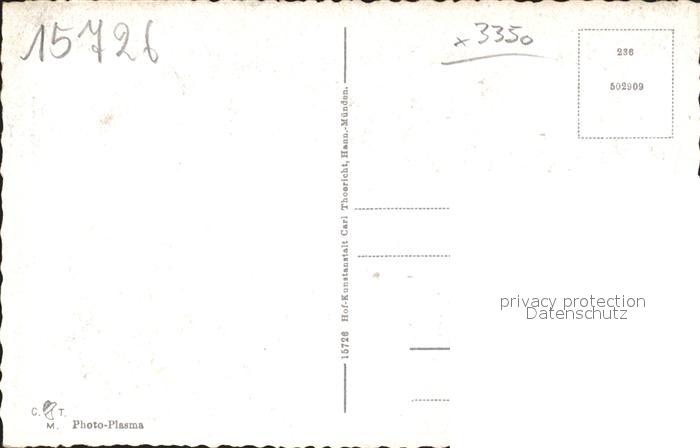 15726
x 3350
236
502909
15726 Hof-Kunstanstalt Carl Thoericht, Hann.-Münden.
privacy protection
Datenschutz
C. T.
M. Photo-Plasma